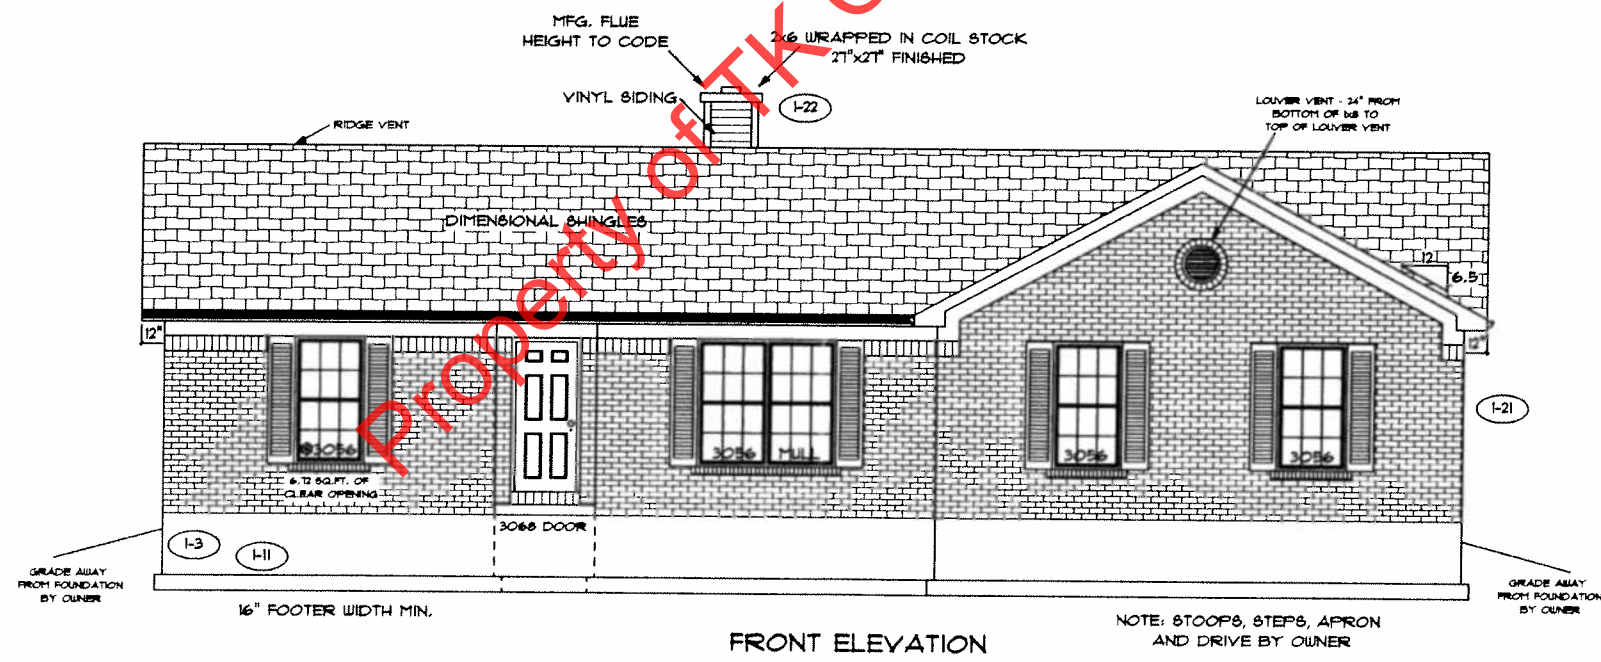 MFG. FLUE
HEIGHT TO CODE
2x6 WRAPPED IN COIL STOCK
27"x27" FINISHED
VINYL SIDING
1-22
RIDGE VENT
LOUVER VENT - 24" FROM
BOTTOM OF 1x8 TO
TOP OF LOUVER VENT
DIMENSIONAL SHINGLES
Property of TK
12
6.5
12"
12"
@3056
3056 MULL
3056
3056
6.72 SQ.FT. OF
CLEAR OPENING
1-21
3068 DOOR
1-3
1-11
GRADE AWAY
FROM FOUNDATION
BY OWNER
GRADE AWAY
FROM FOUNDATION
BY OWNER
16" FOOTER WIDTH MIN.
FRONT ELEVATION
NOTE: STOOPS, STEPS, APRON
AND DRIVE BY OWNER